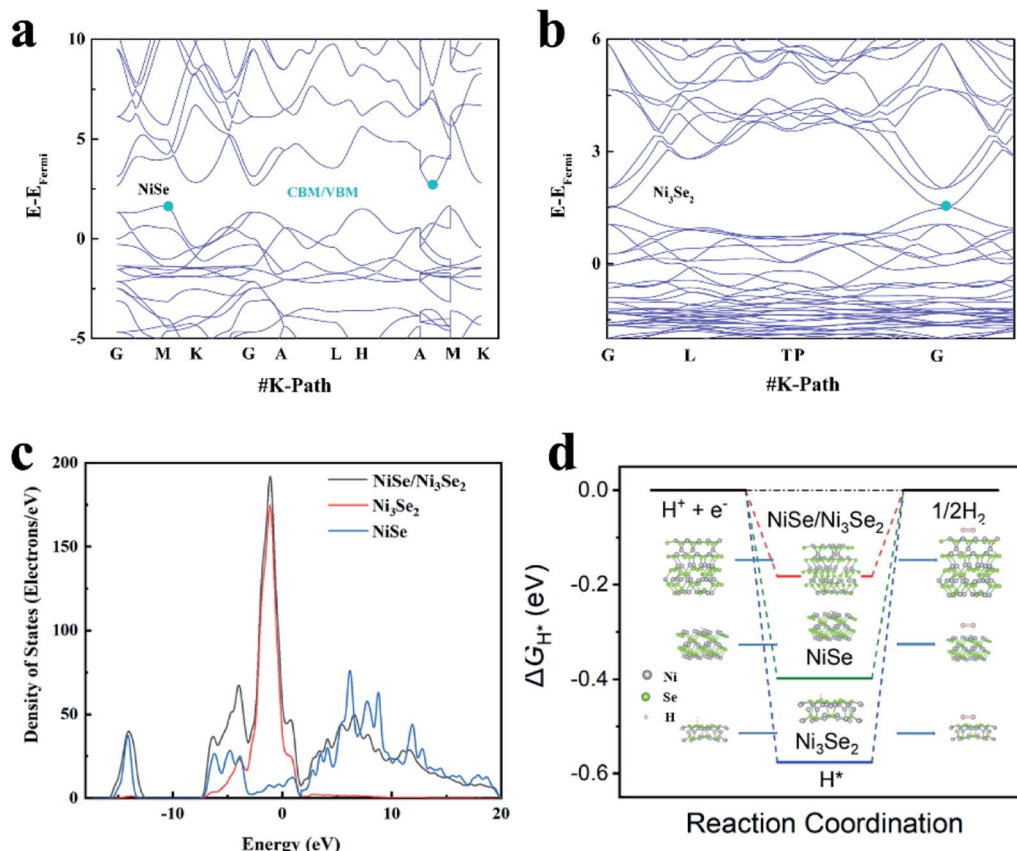 a
10
5
0
-5
E-E_Fermi
NiSe
CBM/VBM
G M K G A L H A M K
#K-Path
b
6
3
0
E-E_Fermi
Ni₃Se₂
G L TP G
#K-Path
c
200
150
100
50
0
Density of States (Electrons/eV)
NiSe/Ni₃Se₂
Ni₃Se₂
NiSe
-10 0 10 20
Energy (eV)
d
0.0
-0.2
-0.4
-0.6
ΔG_H* (eV)
H⁺ + e⁻
NiSe/Ni₃Se₂
1/2H₂
NiSe
Ni
Se
H
Ni₃Se₂
H*
Reaction Coordination